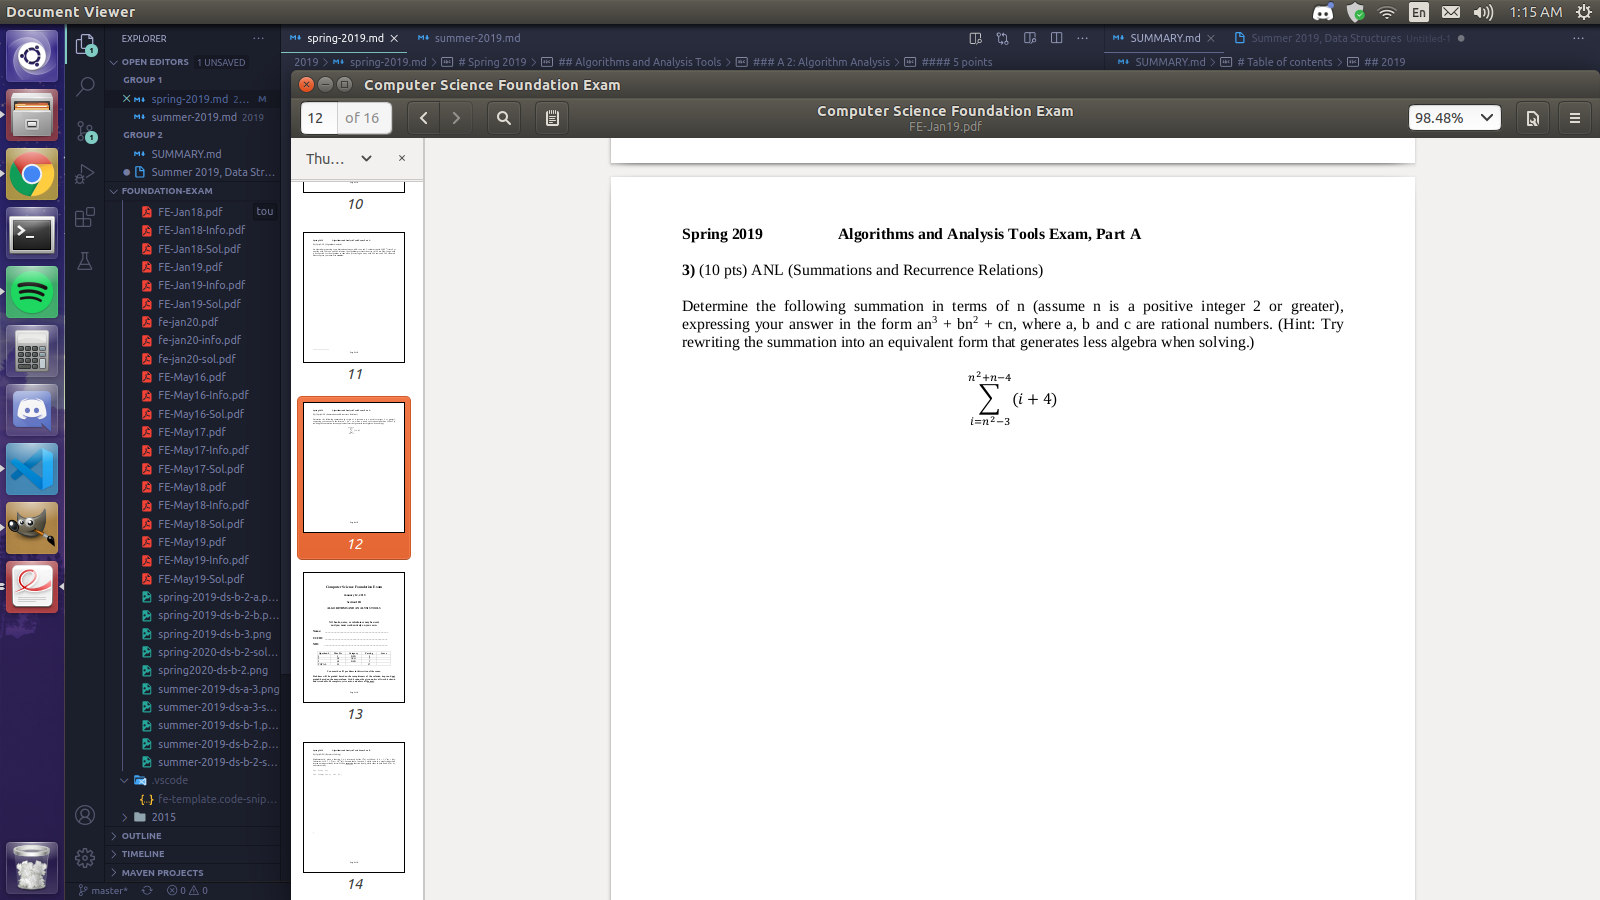 Document Viewer
En
1:15 AM
EXPLORER
OPEN EDITORS 1 UNSAVED
GROUP 1
spring-2019.md 2... M
summer-2019.md 2019
GROUP 2
SUMMARY.md
Summer 2019, Data Str...
FOUNDATION-EXAM
FE-Jan18.pdf
tou
FE-Jan18-Info.pdf
FE-Jan18-Sol.pdf
FE-Jan19.pdf
FE-Jan19-Info.pdf
FE-Jan19-Sol.pdf
fe-jan20.pdf
fe-jan20-info.pdf
fe-jan20-sol.pdf
FE-May16.pdf
FE-May16-Info.pdf
FE-May16-Sol.pdf
FE-May17.pdf
FE-May17-Info.pdf
FE-May17-Sol.pdf
FE-May18.pdf
FE-May18-Info.pdf
FE-May18-Sol.pdf
FE-May19.pdf
FE-May19-Info.pdf
FE-May19-Sol.pdf
spring-2019-ds-b-2-a.p...
spring-2019-ds-b-2-b.p...
spring-2019-ds-b-3.png
spring-2020-ds-b-2-sol...
spring2020-ds-b-2.png
summer-2019-ds-a-3.png
summer-2019-ds-a-3-s...
summer-2019-ds-b-1.p...
summer-2019-ds-b-2.p...
summer-2019-ds-b-2-s...
.vscode
fe-template.code-snip...
2015
OUTLINE
TIMELINE
MAVEN PROJECTS
master* 0 0
spring-2019.md summer-2019.md
2019 > spring-2019.md > # Spring 2019 > ## Algorithms and Analysis Tools > ### A 2: Algorithm Analysis > #### 5 points
SUMMARY.md Summer 2019, Data Structures Untitled-1
SUMMARY.md > # Table of contents > ## 2019
Computer Science Foundation Exam
12 of 16
Computer Science Foundation Exam
FE-Jan19.pdf
98.48%
Thu...
10
11
12
13
14
Spring 2019 Algorithms and Analysis Tools Exam, Part A
3) (10 pts) ANL (Summations and Recurrence Relations)
Determine the following summation in terms of n (assume n is a positive integer 2 or greater),
expressing your answer in the form an³ + bn² + cn, where a, b and c are rational numbers. (Hint: Try
rewriting the summation into an equivalent form that generates less algebra when solving.)
n²+n−4
∑ (i + 4)
i=n²−3